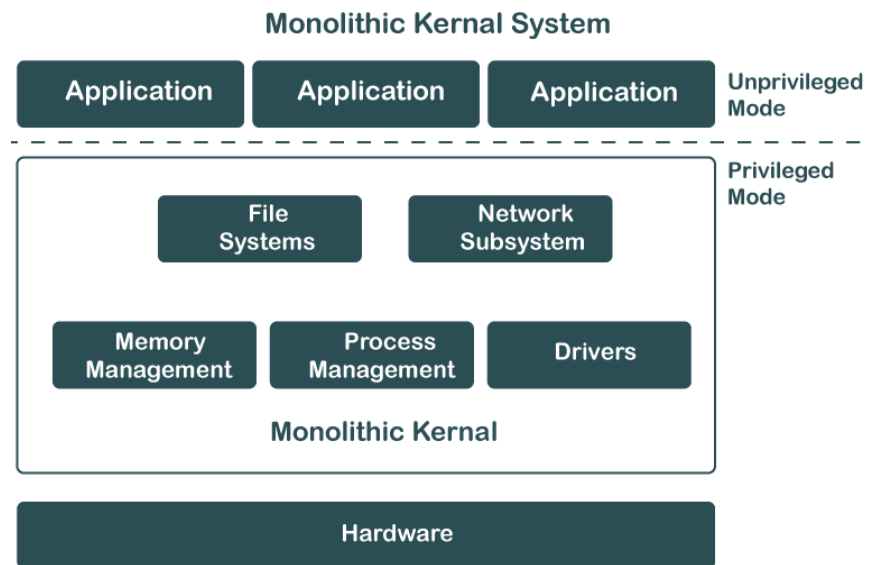 Monolithic Kernal System
Application
Application
Application
Unprivileged
Mode
Privileged
Mode
File
Systems
Network
Subsystem
Memory
Management
Process
Management
Drivers
Monolithic Kernal
Hardware